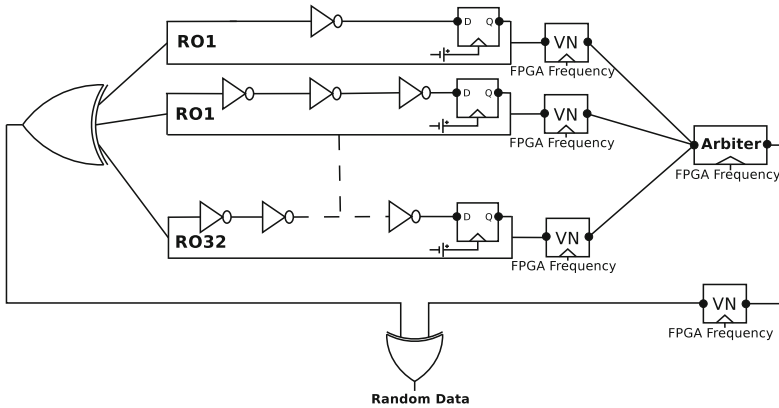 RO1
D Q
VN
FPGA Frequency
RO1
D Q
VN
FPGA Frequency
Arbiter
FPGA Frequency
RO32
D Q
VN
FPGA Frequency
VN
FPGA Frequency
Random Data